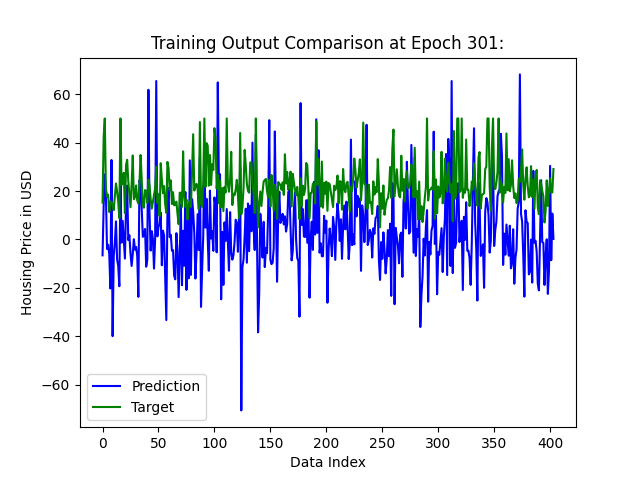 Training Output Comparison at Epoch 301:
Housing Price in USD
60
40
20
0
−20
−40
−60
Prediction
Target
0 50 100 150 200 250 300 350 400
Data Index